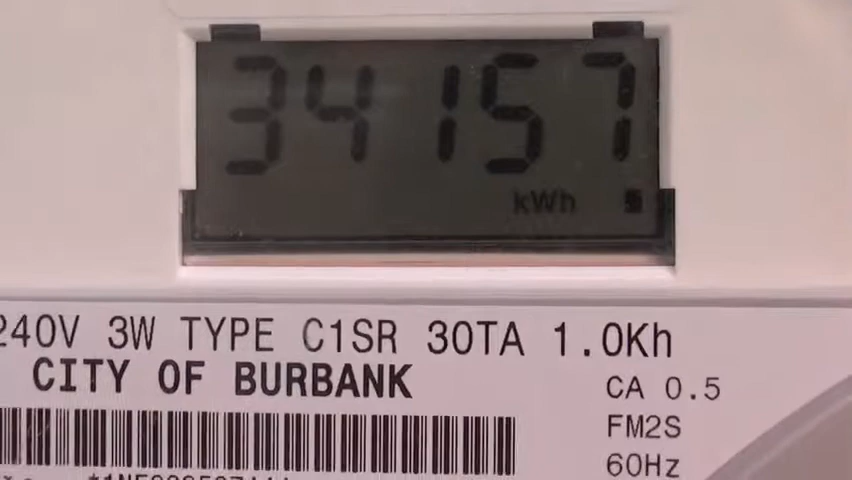 34157
kWh
240V 3W TYPE C1SR 30TA 1.0Kh
CITY OF BURBANK
CA 0.5
FM2S
60Hz